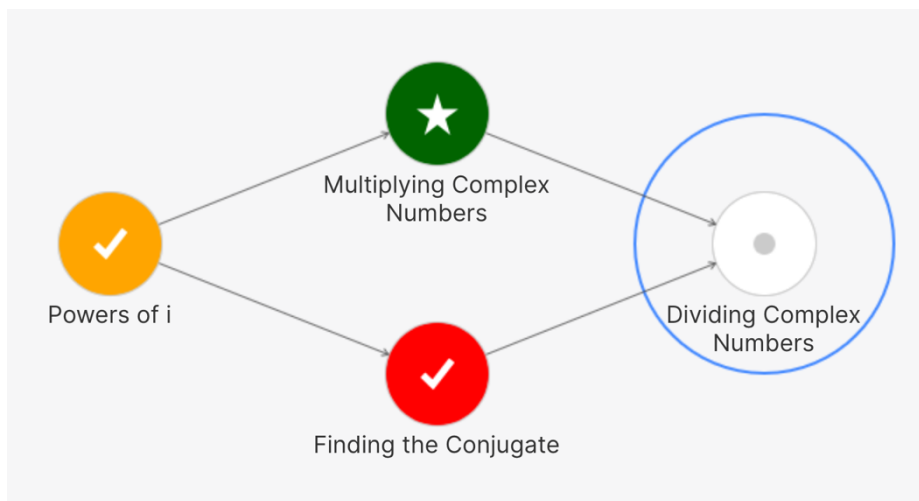 Multiplying Complex
Numbers
Powers of i
Dividing Complex
Numbers
Finding the Conjugate